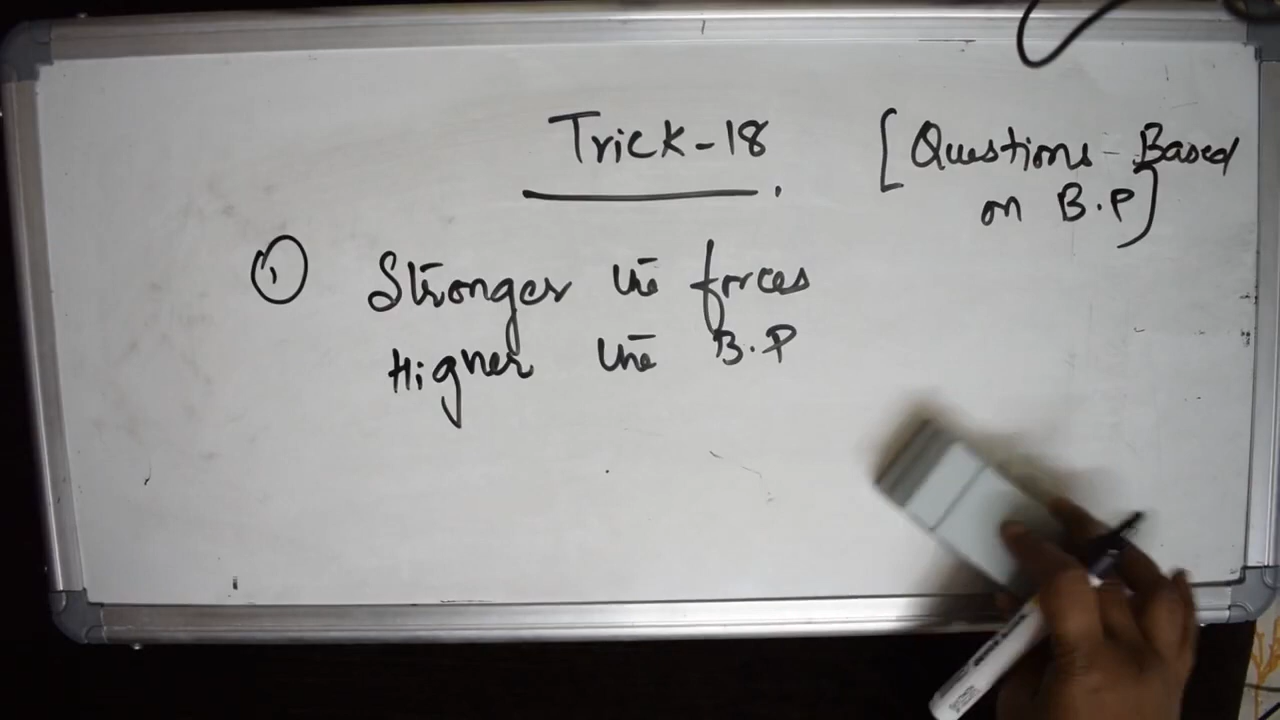 Trick-18
[Questions-Based
on B.P]
① Stronger the forces
Higher the B.P